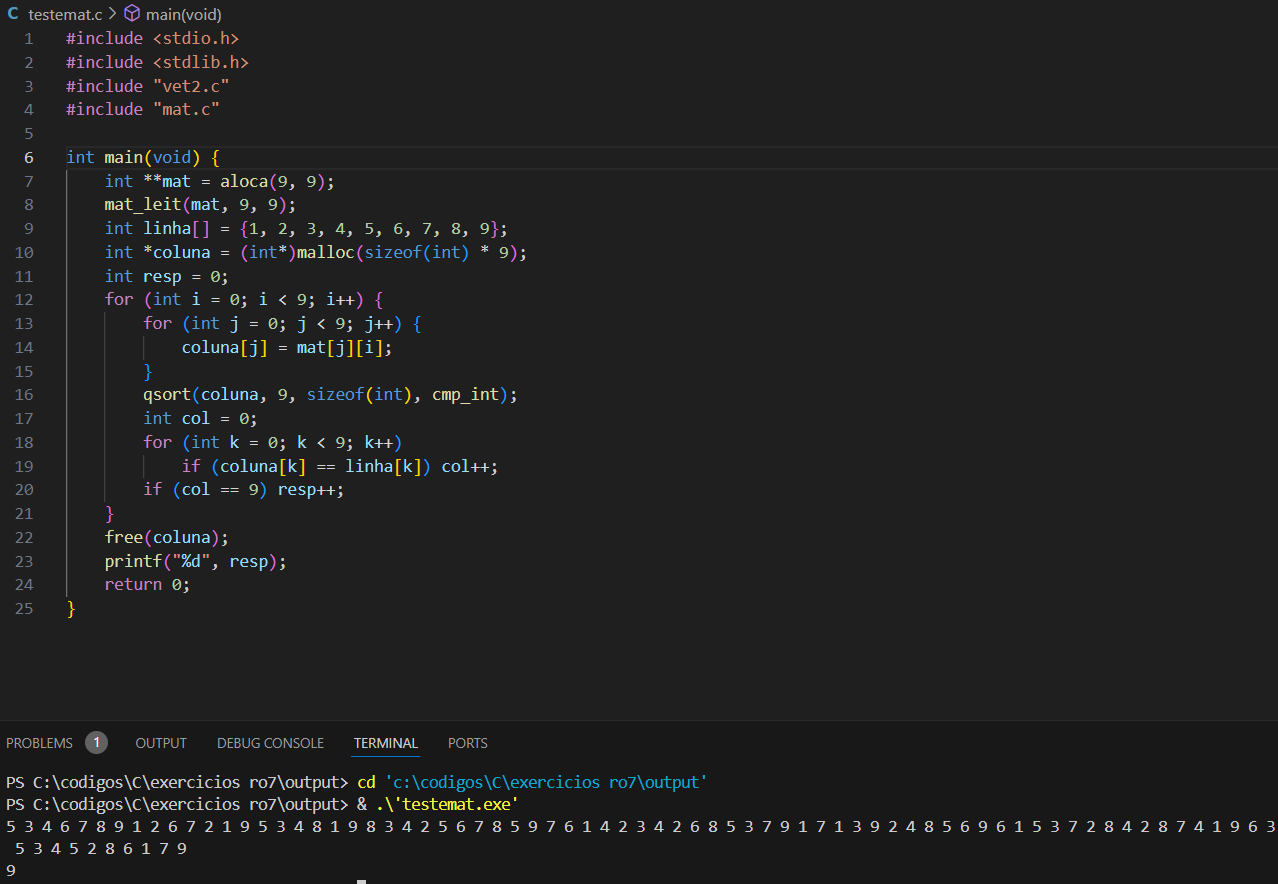 C testemat.c > main(void)
1 #include <stdio.h>
2 #include <stdlib.h>
3 #include "vet2.c"
4 #include "mat.c"
5
6 int main(void) {
7     int **mat = aloca(9, 9);
8     mat_leit(mat, 9, 9);
9     int linha[] = {1, 2, 3, 4, 5, 6, 7, 8, 9};
10     int *coluna = (int*)malloc(sizeof(int) * 9);
11     int resp = 0;
12     for (int i = 0; i < 9; i++) {
13         for (int j = 0; j < 9; j++) {
14             coluna[j] = mat[j][i];
15         }
16         qsort(coluna, 9, sizeof(int), cmp_int);
17         int col = 0;
18         for (int k = 0; k < 9; k++)
19             if (coluna[k] == linha[k]) col++;
20         if (col == 9) resp++;
21     }
22     free(coluna);
23     printf("%d", resp);
24     return 0;
25 }
PROBLEMS 1 OUTPUT DEBUG CONSOLE TERMINAL PORTS
PS C:\codigos\C\exercicios ro7\output> cd 'c:\codigos\C\exercicios ro7\output'
PS C:\codigos\C\exercicios ro7\output> & .\'testemat.exe'
5 3 4 6 7 8 9 1 2 6 7 2 1 9 5 3 4 8 1 9 8 3 4 2 5 6 7 8 5 9 7 6 1 4 2 3 4 2 6 8 5 3 7 9 1 7 1 3 9 2 4 8 5 6 9 6 1 5 3 7 2 8 4 2 8 7 4 1 9 6 3
5 3 4 5 2 8 6 1 7 9
9